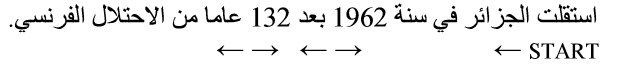 استقلت الجزائر في سنة 1962 بعد 132 عاما من الاحتلال الفرنسي.
← → ← → ← START